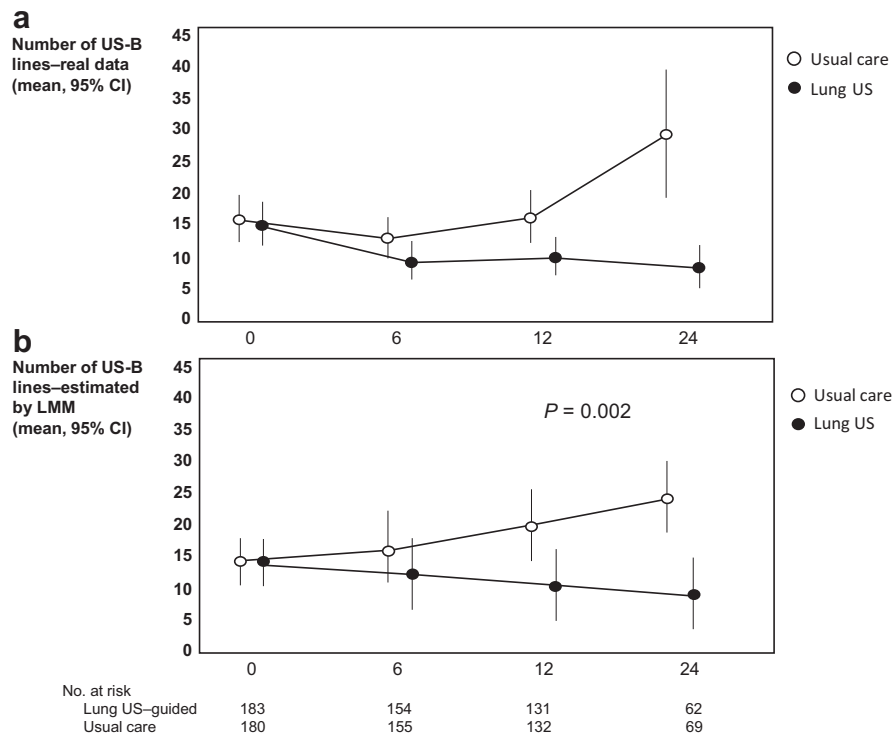 a
Number of US-B
lines–real data
(mean, 95% CI)
45
40
35
30
25
20
15
10
5
0
0 6 12 24
Usual care
Lung US
b
Number of US-B
lines–estimated
by LMM
(mean, 95% CI)
45
40
35
30
25
20
15
10
5
0
P = 0.002
Usual care
Lung US
0 6 12 24
No. at risk
Lung US–guided 183 154 131 62
Usual care 180 155 132 69